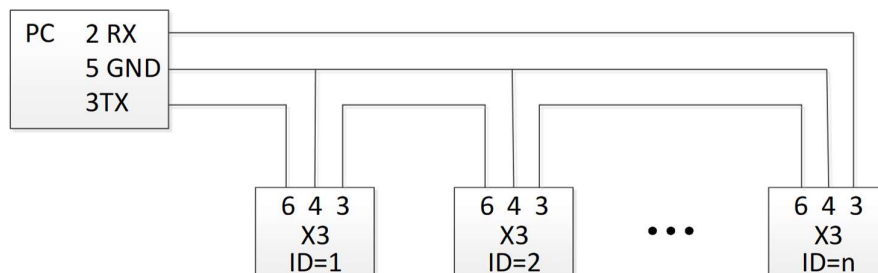 PC 2 RX
5 GND
3TX
6 4 3
X3
ID=1
6 4 3
X3
ID=2
•••
6 4 3
X3
ID=n